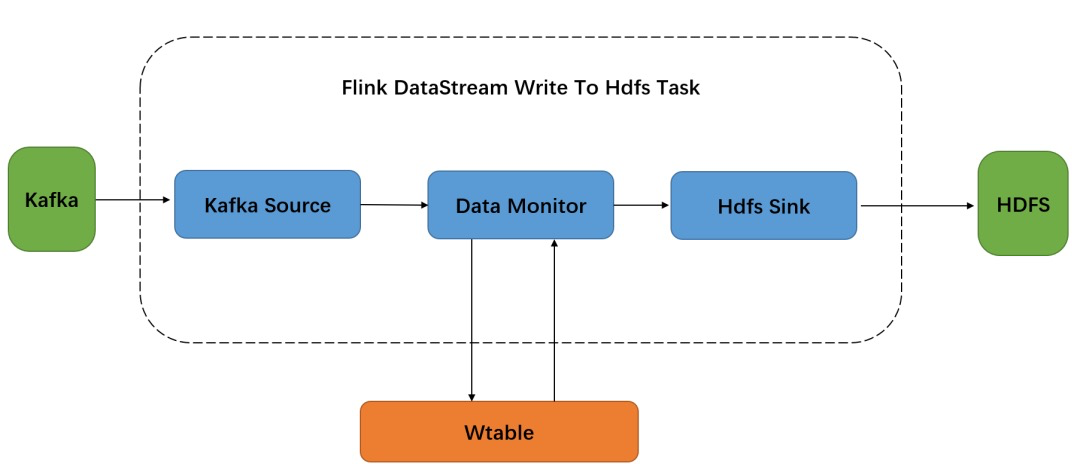 Flink DataStream Write To Hdfs Task
Kafka
Kafka Source
Data Monitor
Hdfs Sink
HDFS
Wtable